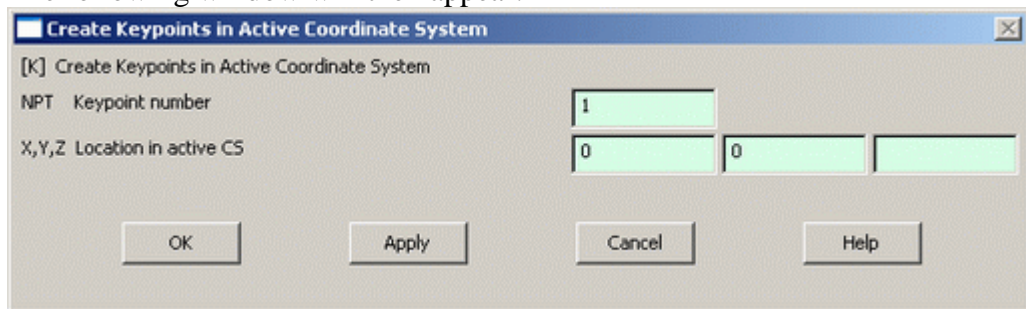 Create Keypoints in Active Coordinate System
[K] Create Keypoints in Active Coordinate System
NPT Keypoint number 1
X,Y,Z Location in active CS 0 0
OK Apply Cancel Help